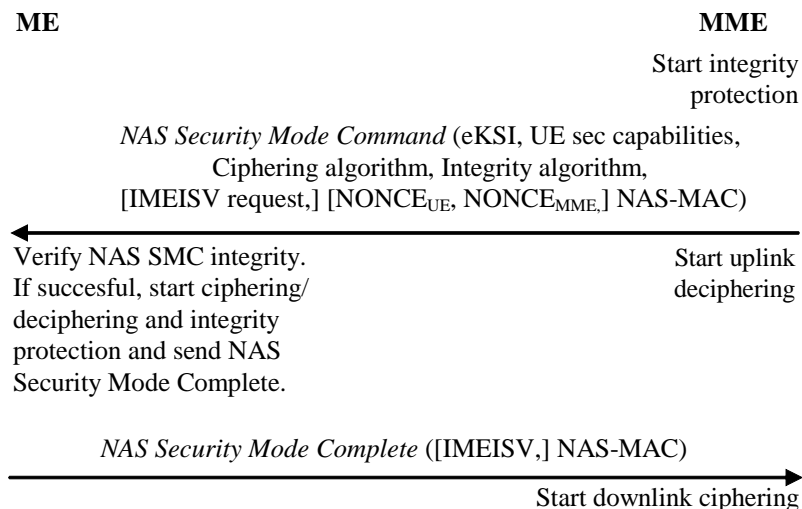 ME
MME
Start integrity
protection
NAS Security Mode Command (eKSI, UE sec capabilities,
Ciphering algorithm, Integrity algorithm,
[IMEISV request,] [NONCEUE, NONCEMME,] NAS-MAC)
Verify NAS SMC integrity.
If succesful, start ciphering/
deciphering and integrity
protection and send NAS
Security Mode Complete.
Start uplink
deciphering
NAS Security Mode Complete ([IMEISV,] NAS-MAC)
Start downlink ciphering